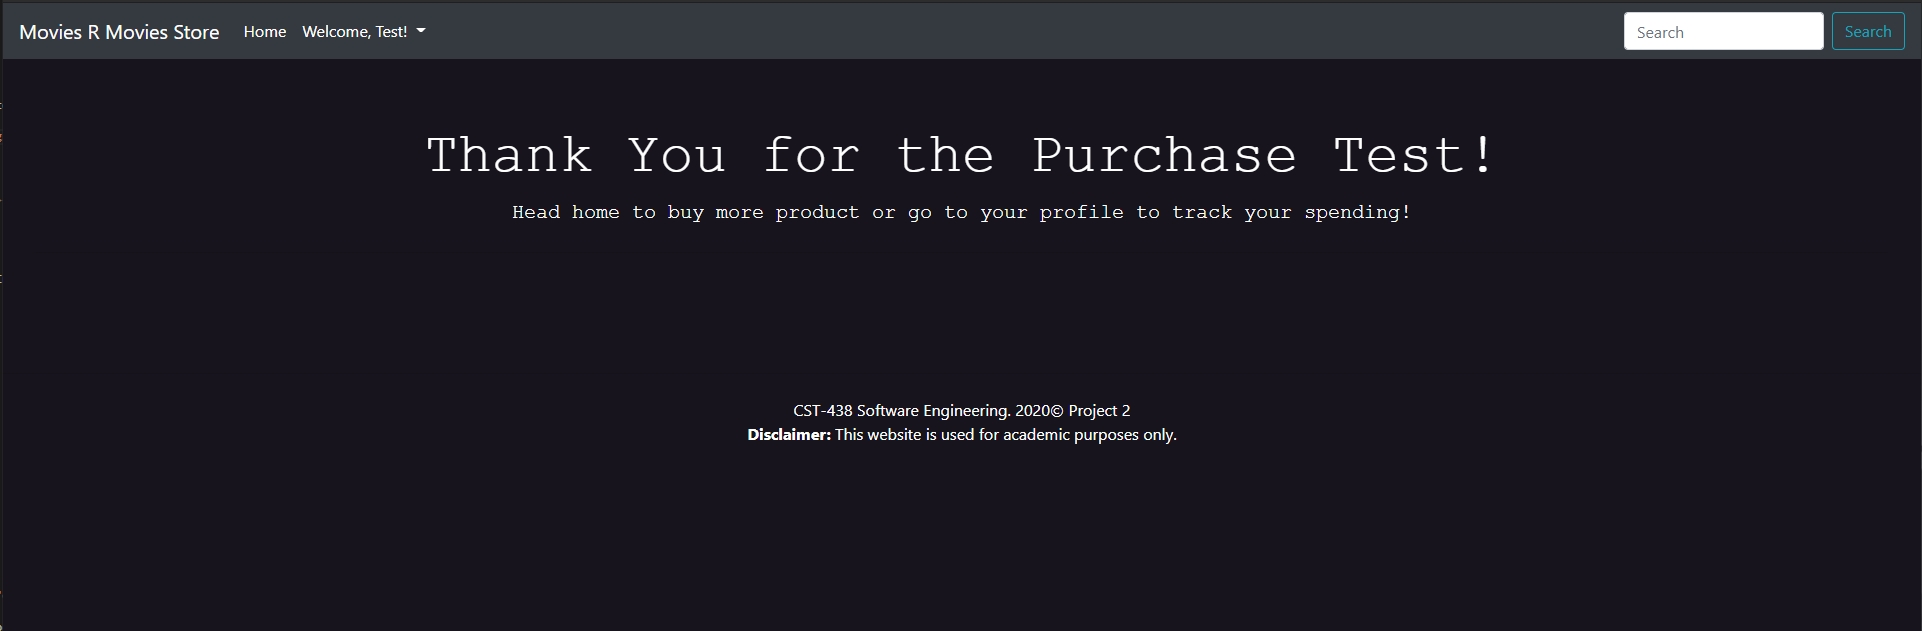 Movies R Movies Store Home Welcome, Test! Search Search
Thank You for the Purchase Test!
Head home to buy more product or go to your profile to track your spending!
CST-438 Software Engineering. 2020© Project 2
Disclaimer: This website is used for academic purposes only.